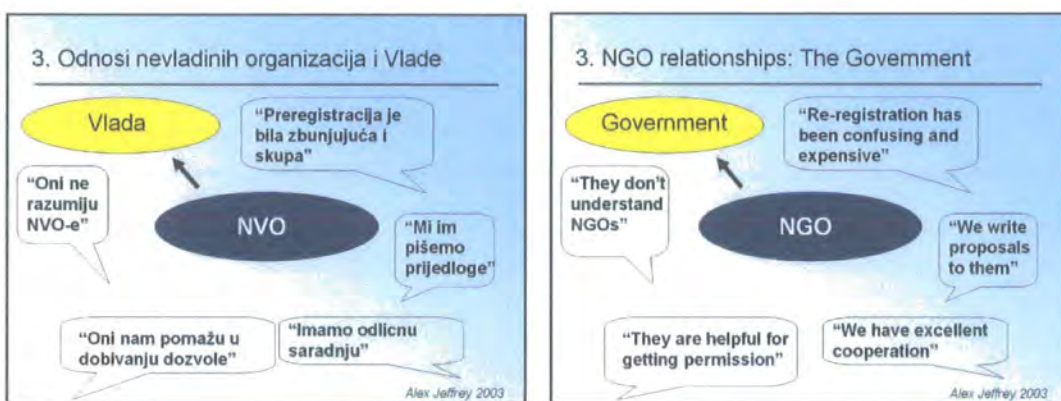 3. Odnosi nevladinih organizacija i Vlade
Vlada
"Preregistracija je
bila zbunjujuća i
skupa"
"Oni ne
razumiju
NVO-e"
NVO
"Mi im
pišemo
prijedloge"
"Oni nam pomažu u
dobivanju dozvole"
"Imamo odlicnu
saradnju"
Alex Jeffrey 2003
3. NGO relationships: The Government
Government
"Re-registration has
been confusing and
expensive"
"They don't
understand
NGOs"
NGO
"We write
proposals
to them"
"They are helpful for
getting permission"
"We have excellent
cooperation"
Alex Jeffrey 2003